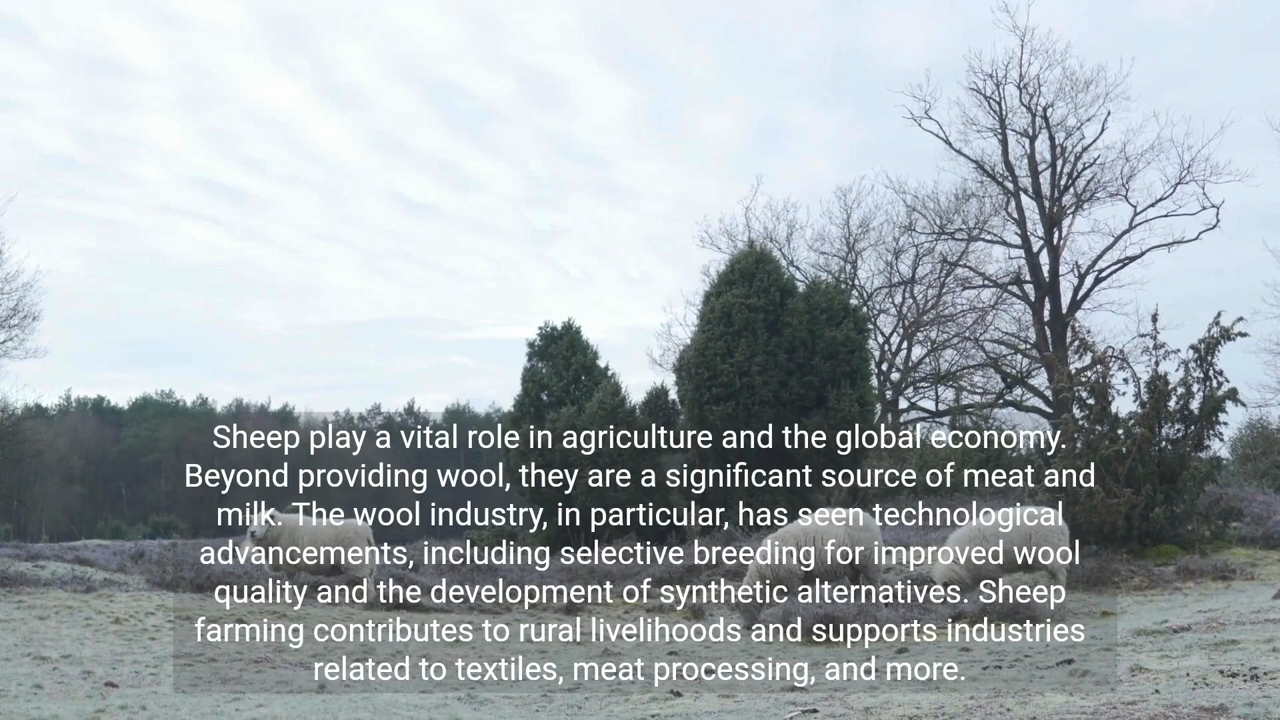 Sheep play a vital role in agriculture and the global economy.
Beyond providing wool, they are a significant source of meat and
milk. The wool industry, in particular, has seen technological
advancements, including selective breeding for improved wool
quality and the development of synthetic alternatives. Sheep
farming contributes to rural livelihoods and supports industries
related to textiles, meat processing, and more.